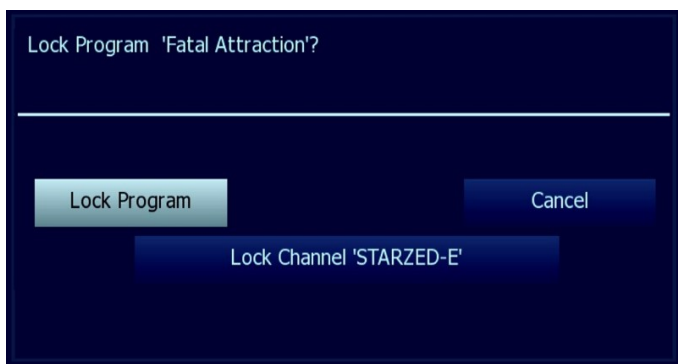 Lock Program 'Fatal Attraction'?
Lock Program
Cancel
Lock Channel 'STARZED-E'